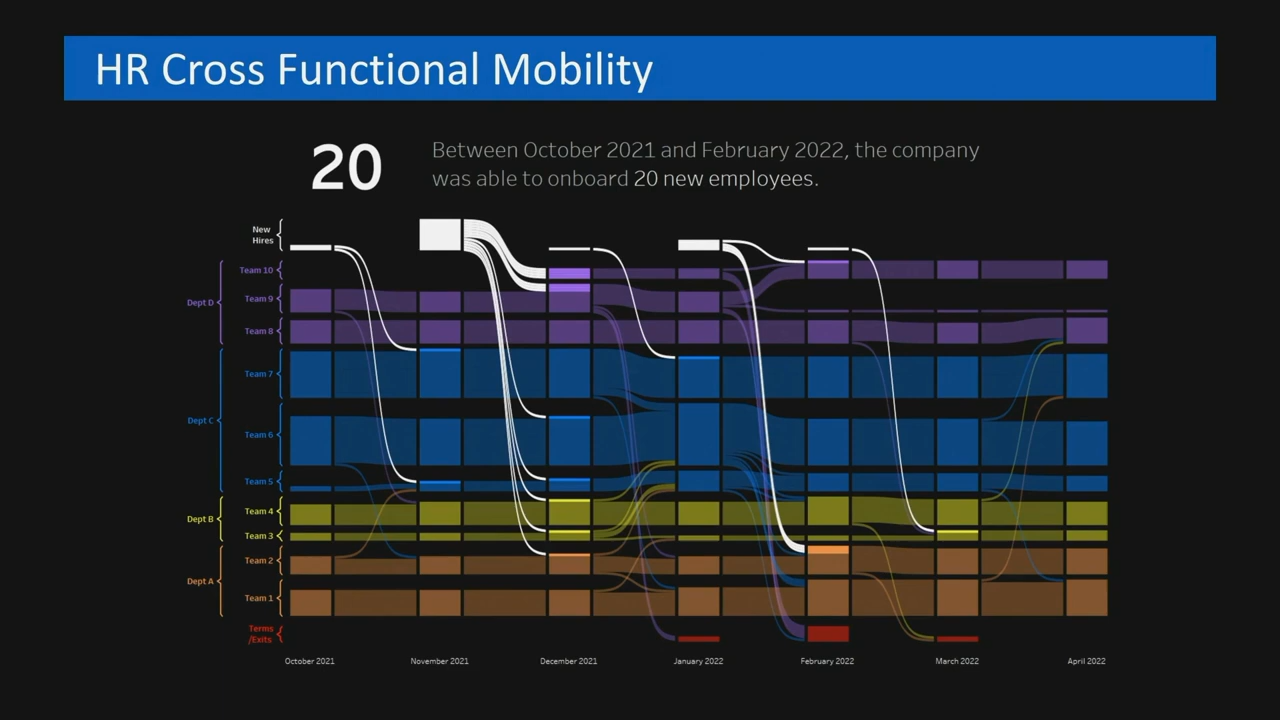 HR Cross Functional Mobility
20
Between October 2021 and February 2022, the company
was able to onboard 20 new employees.
New
Hires
Team 10
Dept D
Team 9
Team 8
Team 7
Dept C
Team 6
Team 5
Team 4
Dept B
Team 3
Team 2
Dept A
Team 1
Terms
/Exits
October 2021
November 2021
December 2021
January 2022
February 2022
March 2022
April 2022